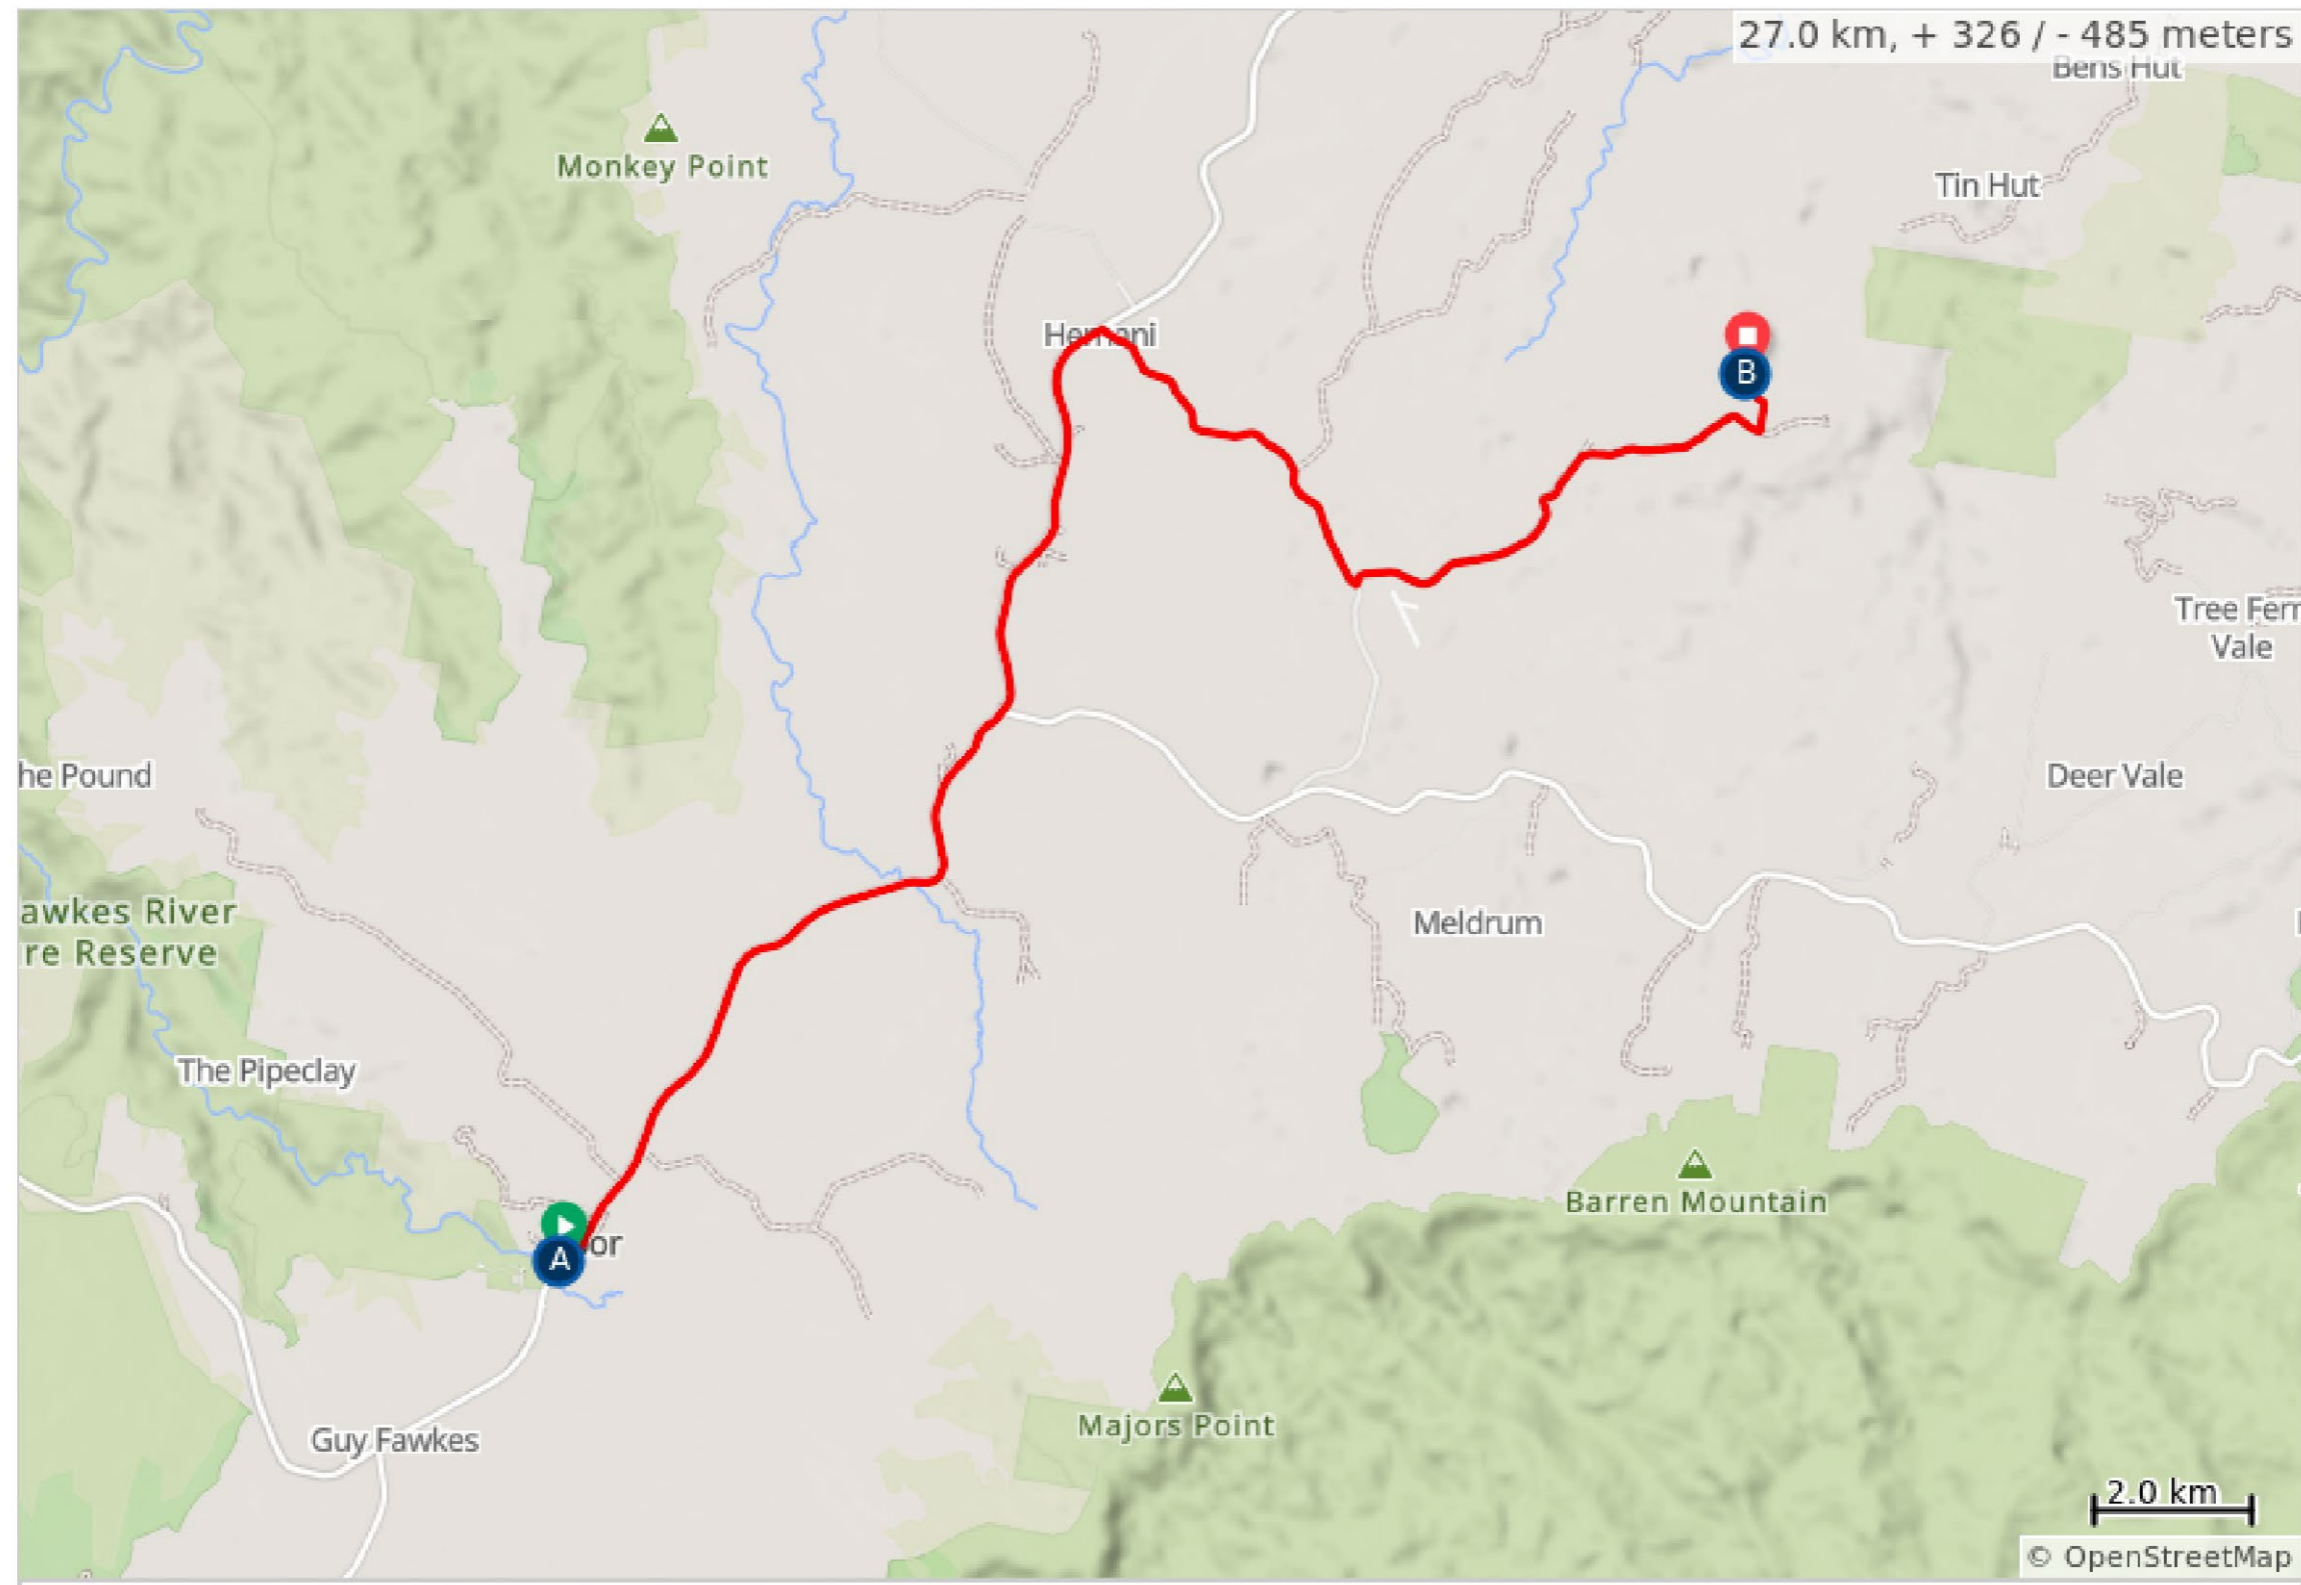 27.0 km, + 326 / - 485 meters
Bens Hut
Monkey Point
Tin Hut
B
Tree Fern
Vale
he Pound
Deer Vale
awkes River
re Reserve
Meldrum
The Pipeclay
Barren Mountain
or
A
Majors Point
Guy Fawkes
2.0 km
© OpenStreetMap